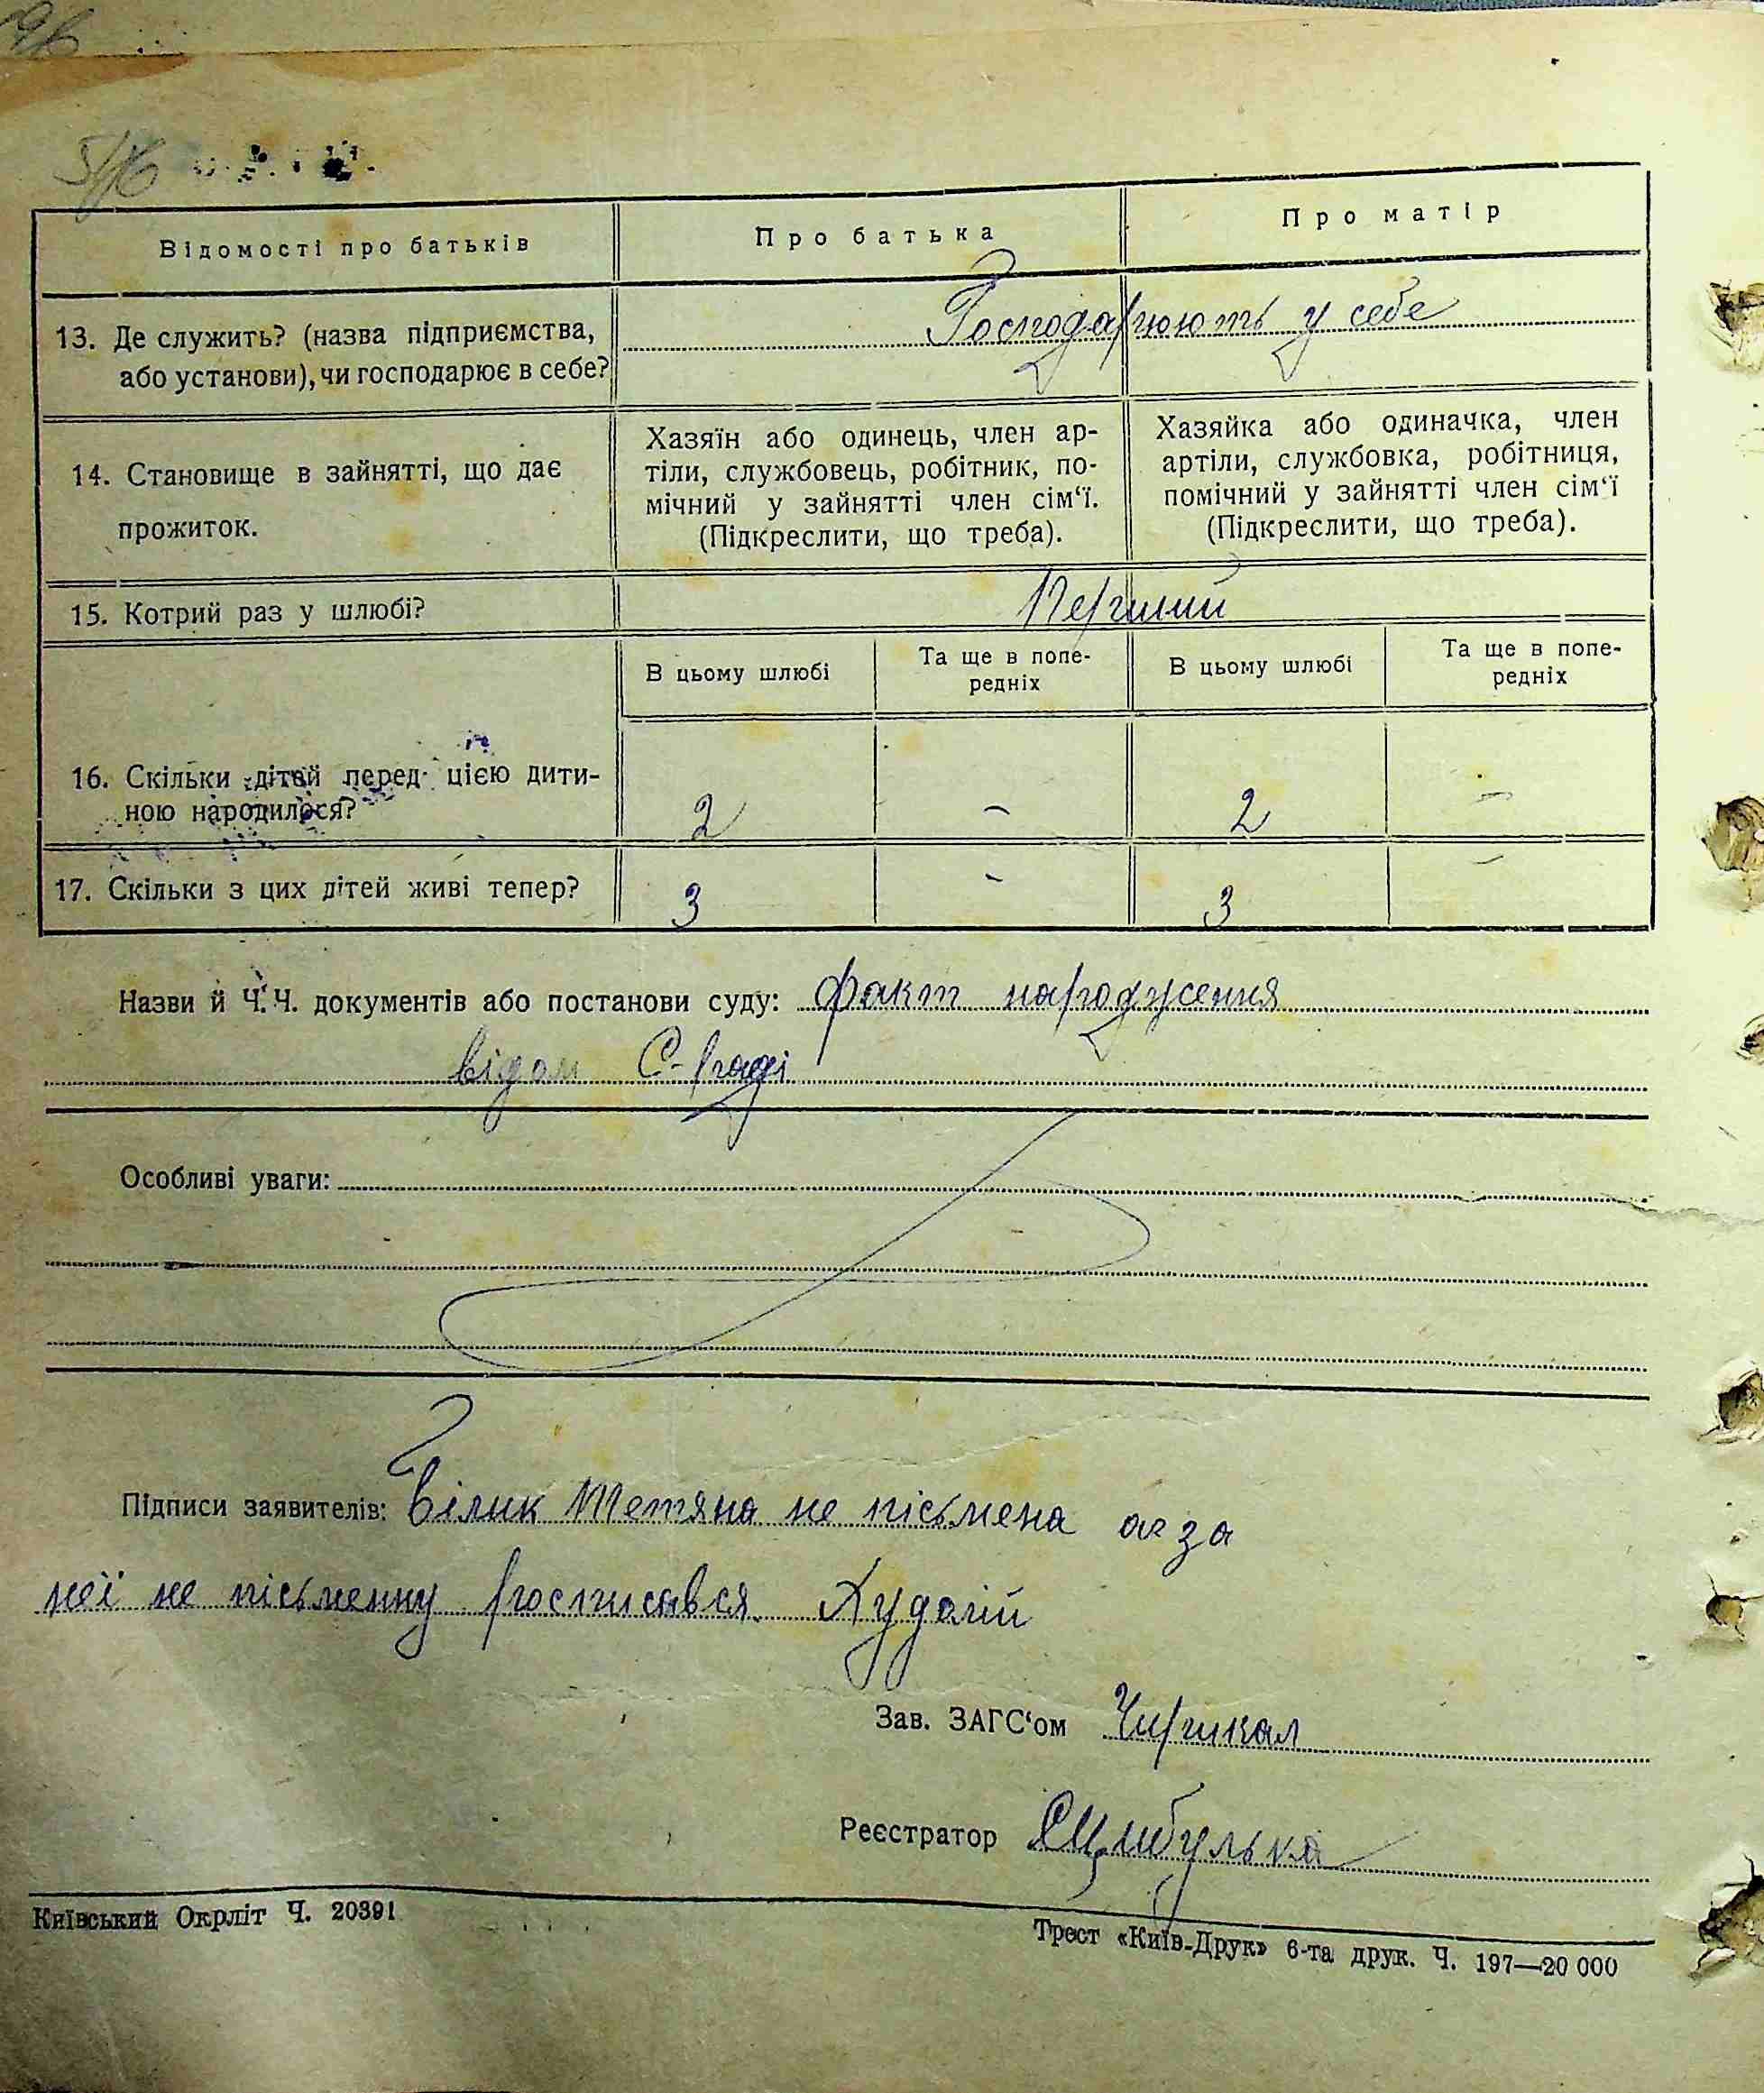 Відомості про батьків
Про батька
Про матір
13. Де служить? (назва підприємства,
або установи), чи господарює в себе?
Господарюють у себе
14. Становище в зайнятті, що дає
прожиток.
Хазяїн або одинець, член ар-
тіли, службовець, робітник, по-
мічний у зайнятті член сім‘ї.
(Підкреслити, що треба).
Хазяйка або одиначка, член
артіли, службовка, робітниця,
помічний у зайнятті член сім‘ї
(Підкреслити, що треба).
15. Котрий раз у шлюбі?
Перший
В цьому шлюбі
Та ще в попе-
редніх
В цьому шлюбі
Та ще в попе-
редніх
16. Скільки дітей перед цією дити-
ною народилося?
2 - 2 -
17. Скільки з цих дітей живі тепер?
3 - 3 -
Назви й Ч.Ч. документів або постанови суду: факт народження
відом С-раді
Особливі уваги:
Підписи заявителів: Білик Тетяна не пісьмена а за
неї не пісьменну росписався Худолій
Зав. ЗАГС‘ом
Реєстратор Цибулька
Київський Окрліт Ч. 20391
Трест «Київ-Друк» 6-та друк. Ч. 197—20 000